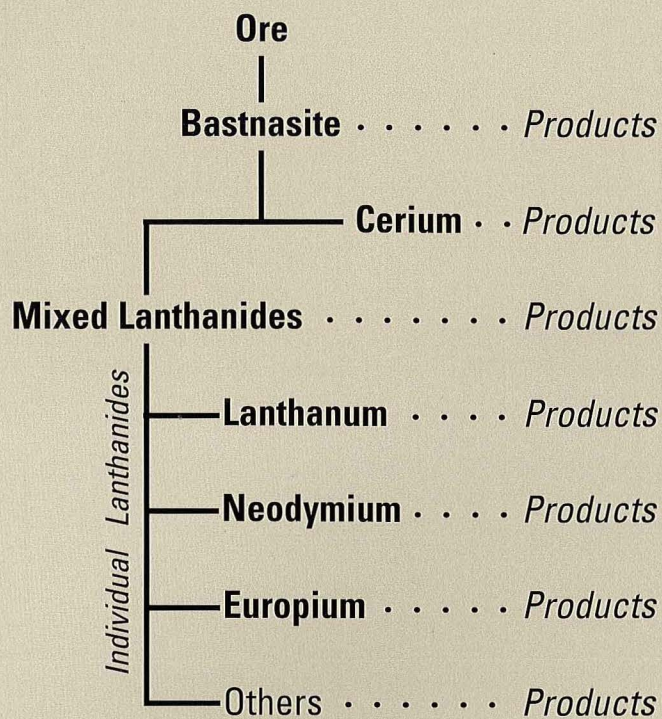 Ore
Bastnasite · · · · · · Products
Cerium · · Products
Mixed Lanthanides · · · · · · · Products
Individual Lanthanides
Lanthanum · · · · Products
Neodymium · · · · Products
Europium · · · · · Products
Others · · · · · · Products